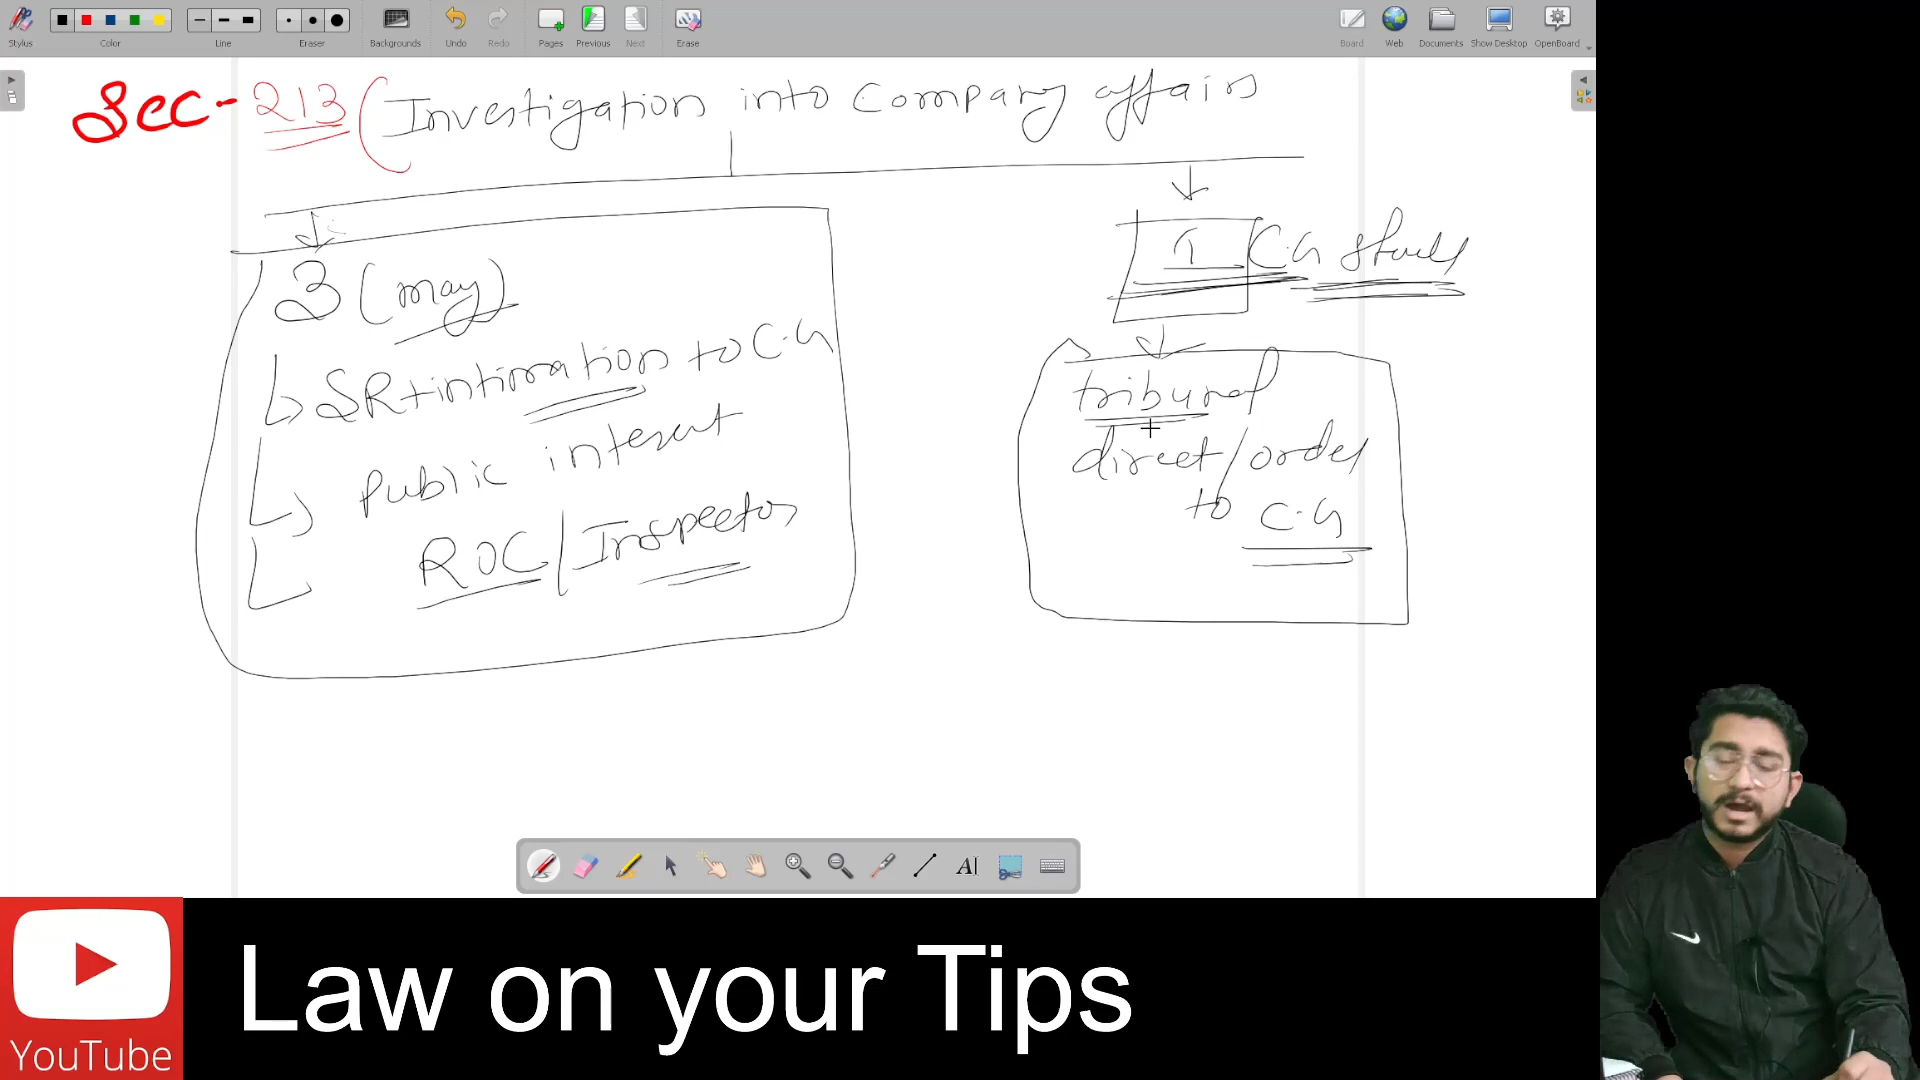 Stylus
Color
Line
Eraser
Backgrounds
Undo
Redo
Pages
Previous
Next
Erase
Board
Web
Documents
Show Desktop
OpenBoard
Sec- 213 (Investigation into Company affairs
3 (may)
SR+intimation to C.G
Public interest
ROC/Inspector
1 C.G
tribunal
direct/order
to C.G
AI
YouTube
Law on your Tips